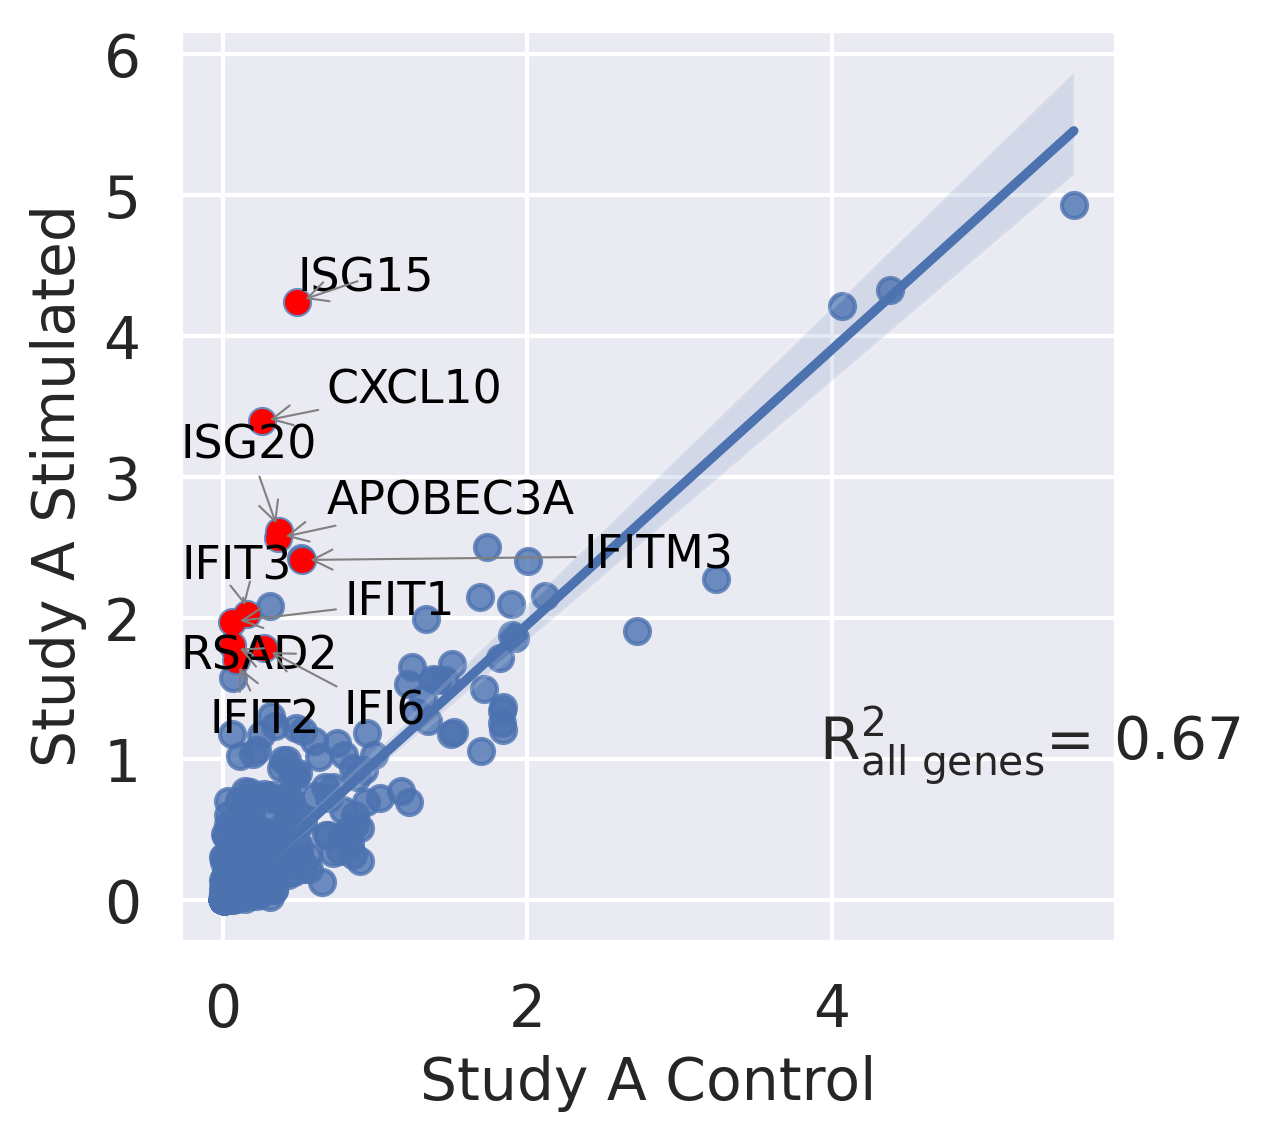 6
5
4
3
2
1
0
Study A Stimulated
ISG15
CXCL10
ISG20
APOBEC3A
IFITM3
IFIT3
IFIT1
RSAD2
IFI6
IFIT2
R²all genes= 0.67
0 2 4
Study A Control